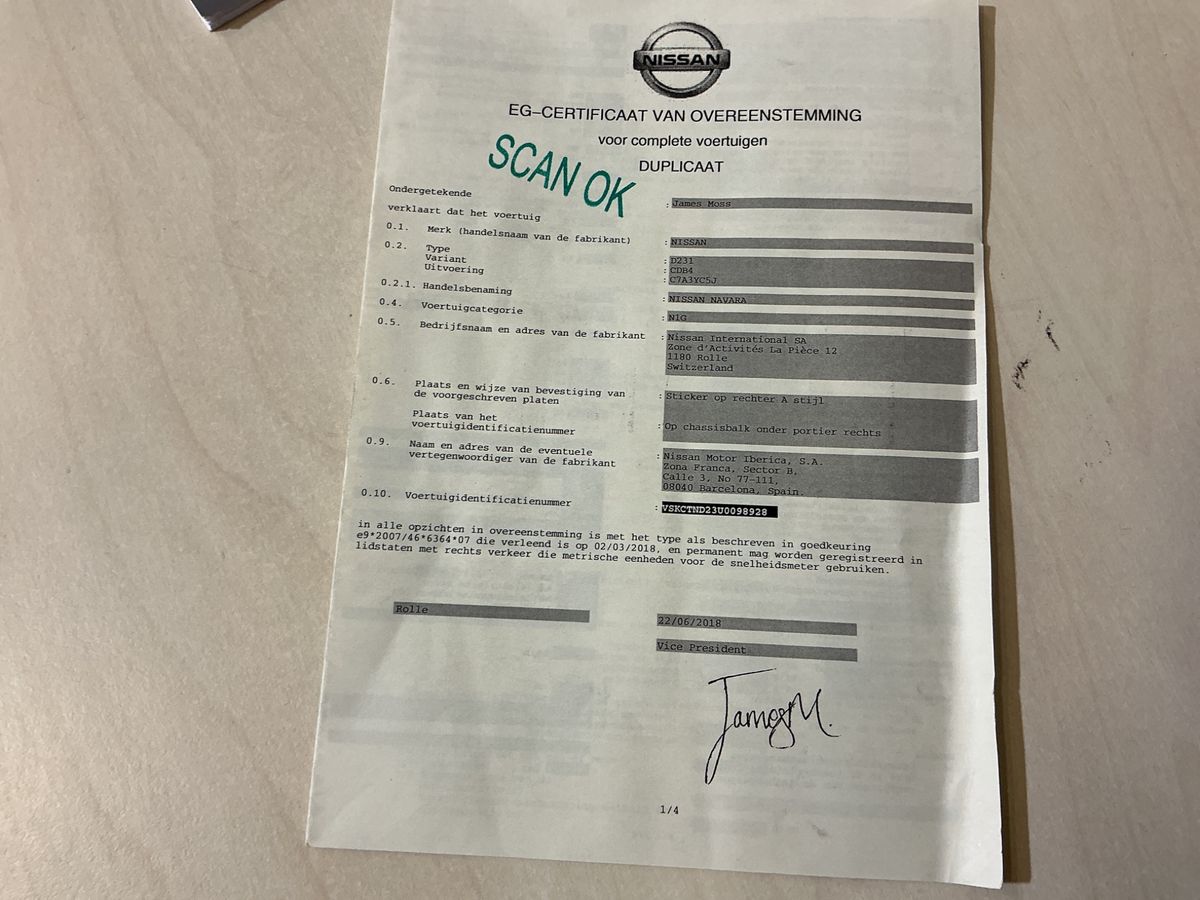 NISSAN
EG-CERTIFICAAT VAN OVEREENSTEMMING
voor complete voertuigen
DUPLICAAT
SCAN OK
Ondergetekende : James Moss
verklaart dat het voertuig
0.1. Merk (handelsnaam van de fabrikant) : NISSAN
0.2. Type : D231
Variant : CDB4
Uitvoering : C7A3YC5J
0.2.1. Handelsbenaming : NISSAN NAVARA
0.4. Voertuigcategorie : N1G
0.5. Bedrijfsnaam en adres van de fabrikant : Nissan International SA
Zone d'Activités La Pièce 12
1180 Rolle
Switzerland
0.6. Plaats en wijze van bevestiging van : Sticker op rechter A stijl
de voorgeschreven platen
Plaats van het
voertuigidentificatienummer : Op chassisbalk onder portier rechts
0.9. Naam en adres van de eventuele : Nissan Motor Iberica, S.A.
vertegenwoordiger van de fabrikant Zona Franca, Sector B,
Calle 3, No 77-111,
08040 Barcelona, Spain.
0.10. Voertuigidentificatienummer : VSKCTND23U0098928
in alle opzichten in overeenstemming is met het type als beschreven in goedkeuring
e9*2007/46*6364*07 die verleend is op 02/03/2018, en permanent mag worden geregistreerd in
lidstaten met rechts verkeer die metrische eenheden voor de snelheidsmeter gebruiken.
Rolle 22/06/2018
Vice President
James M.
1/4